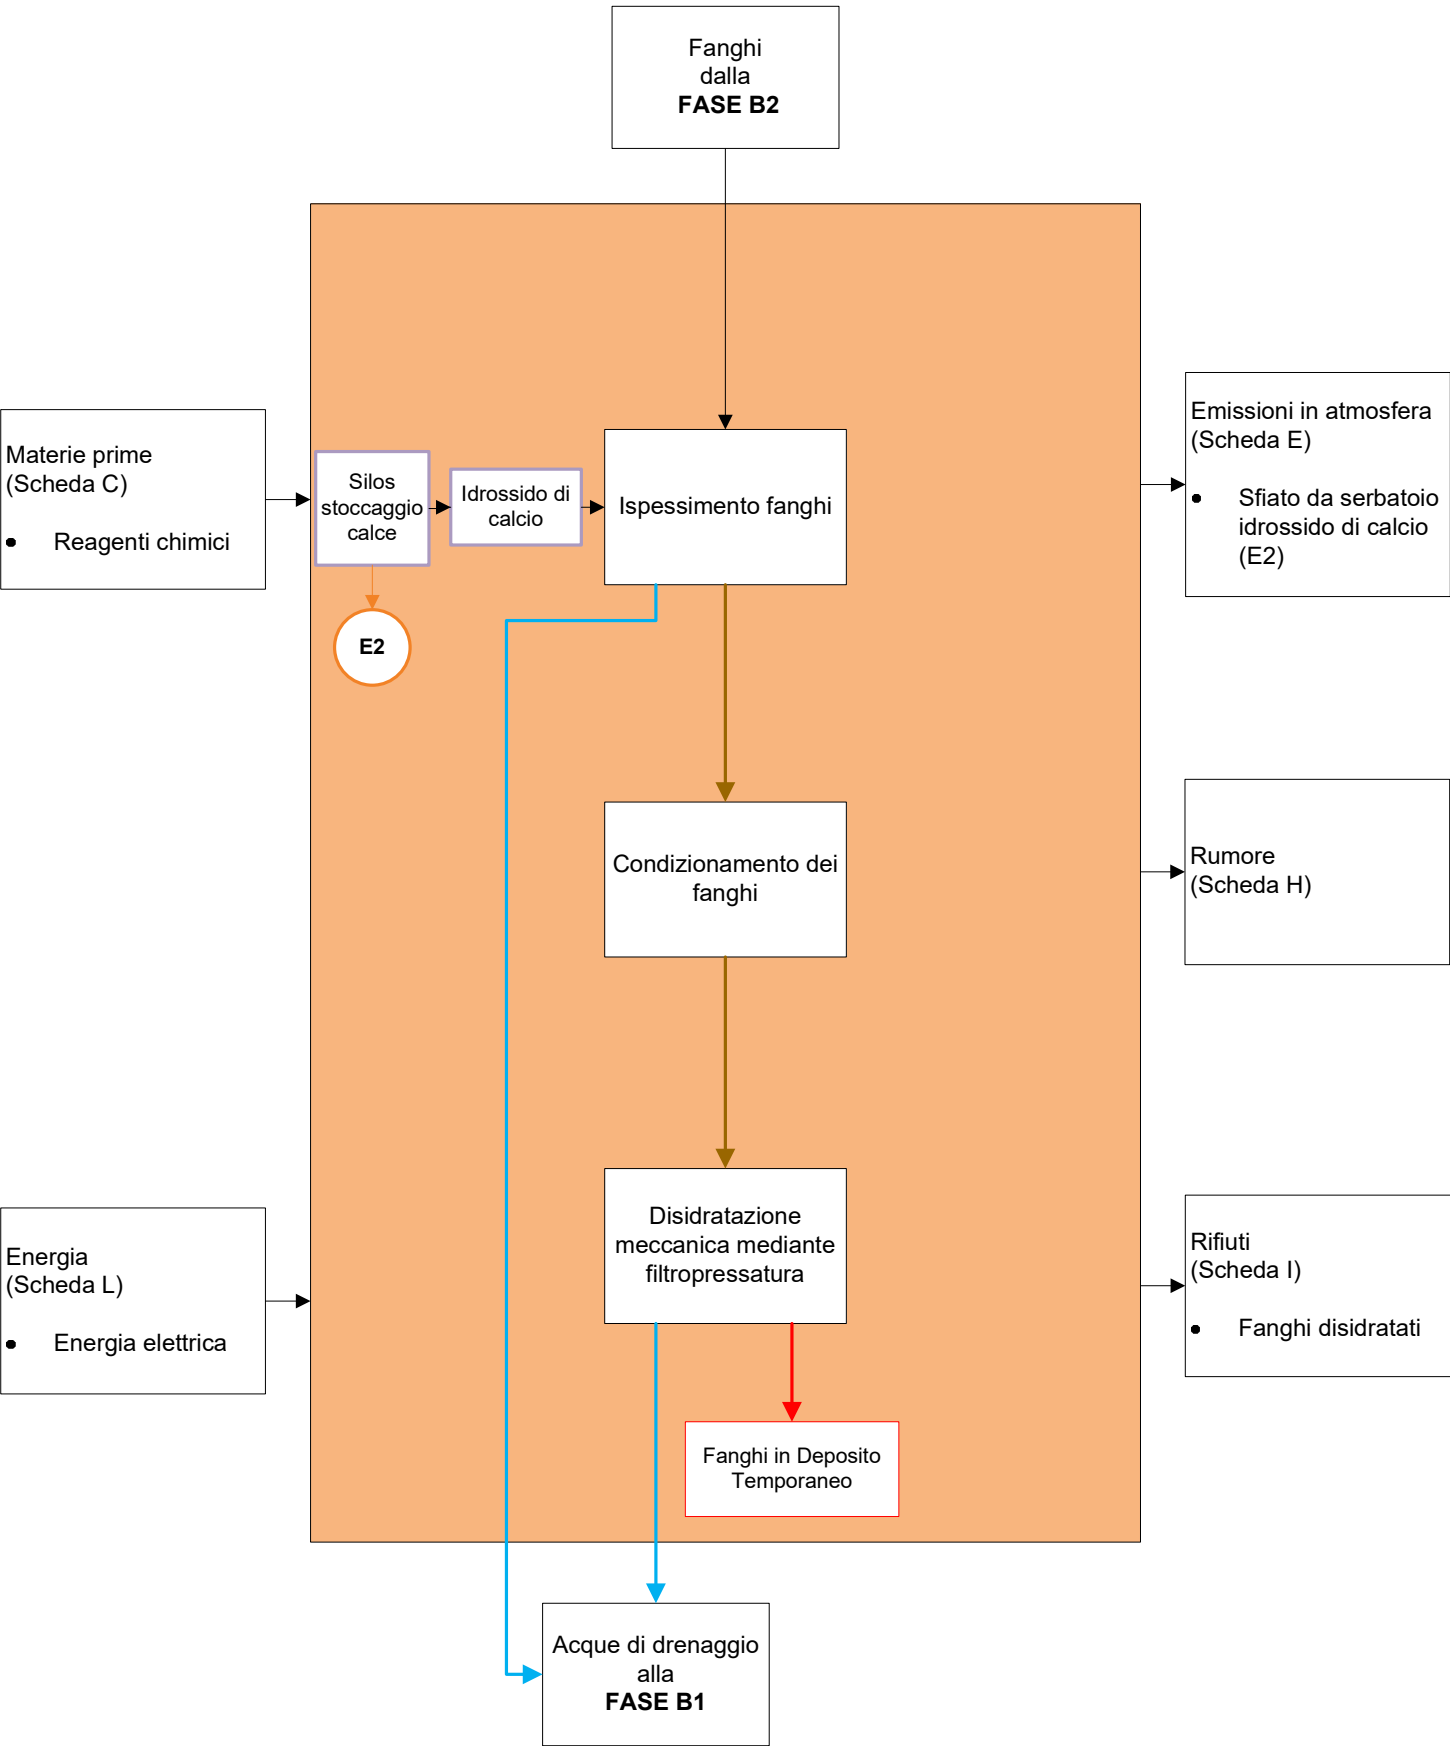 Fanghi
dalla
FASE B2
Materie prime
(Scheda C)
• Reagenti chimici
Silos
stoccaggio
calce
Idrossido di
calcio
Ispessimento fanghi
E2
Emissioni in atmosfera
(Scheda E)
• Sfiato da serbatoio
idrossido di calcio
(E2)
Condizionamento dei
fanghi
Rumore
(Scheda H)
Energia
(Scheda L)
• Energia elettrica
Disidratazione
meccanica mediante
filtropressatura
Rifiuti
(Scheda I)
• Fanghi disidratati
Fanghi in Deposito
Temporaneo
Acque di drenaggio
alla
FASE B1